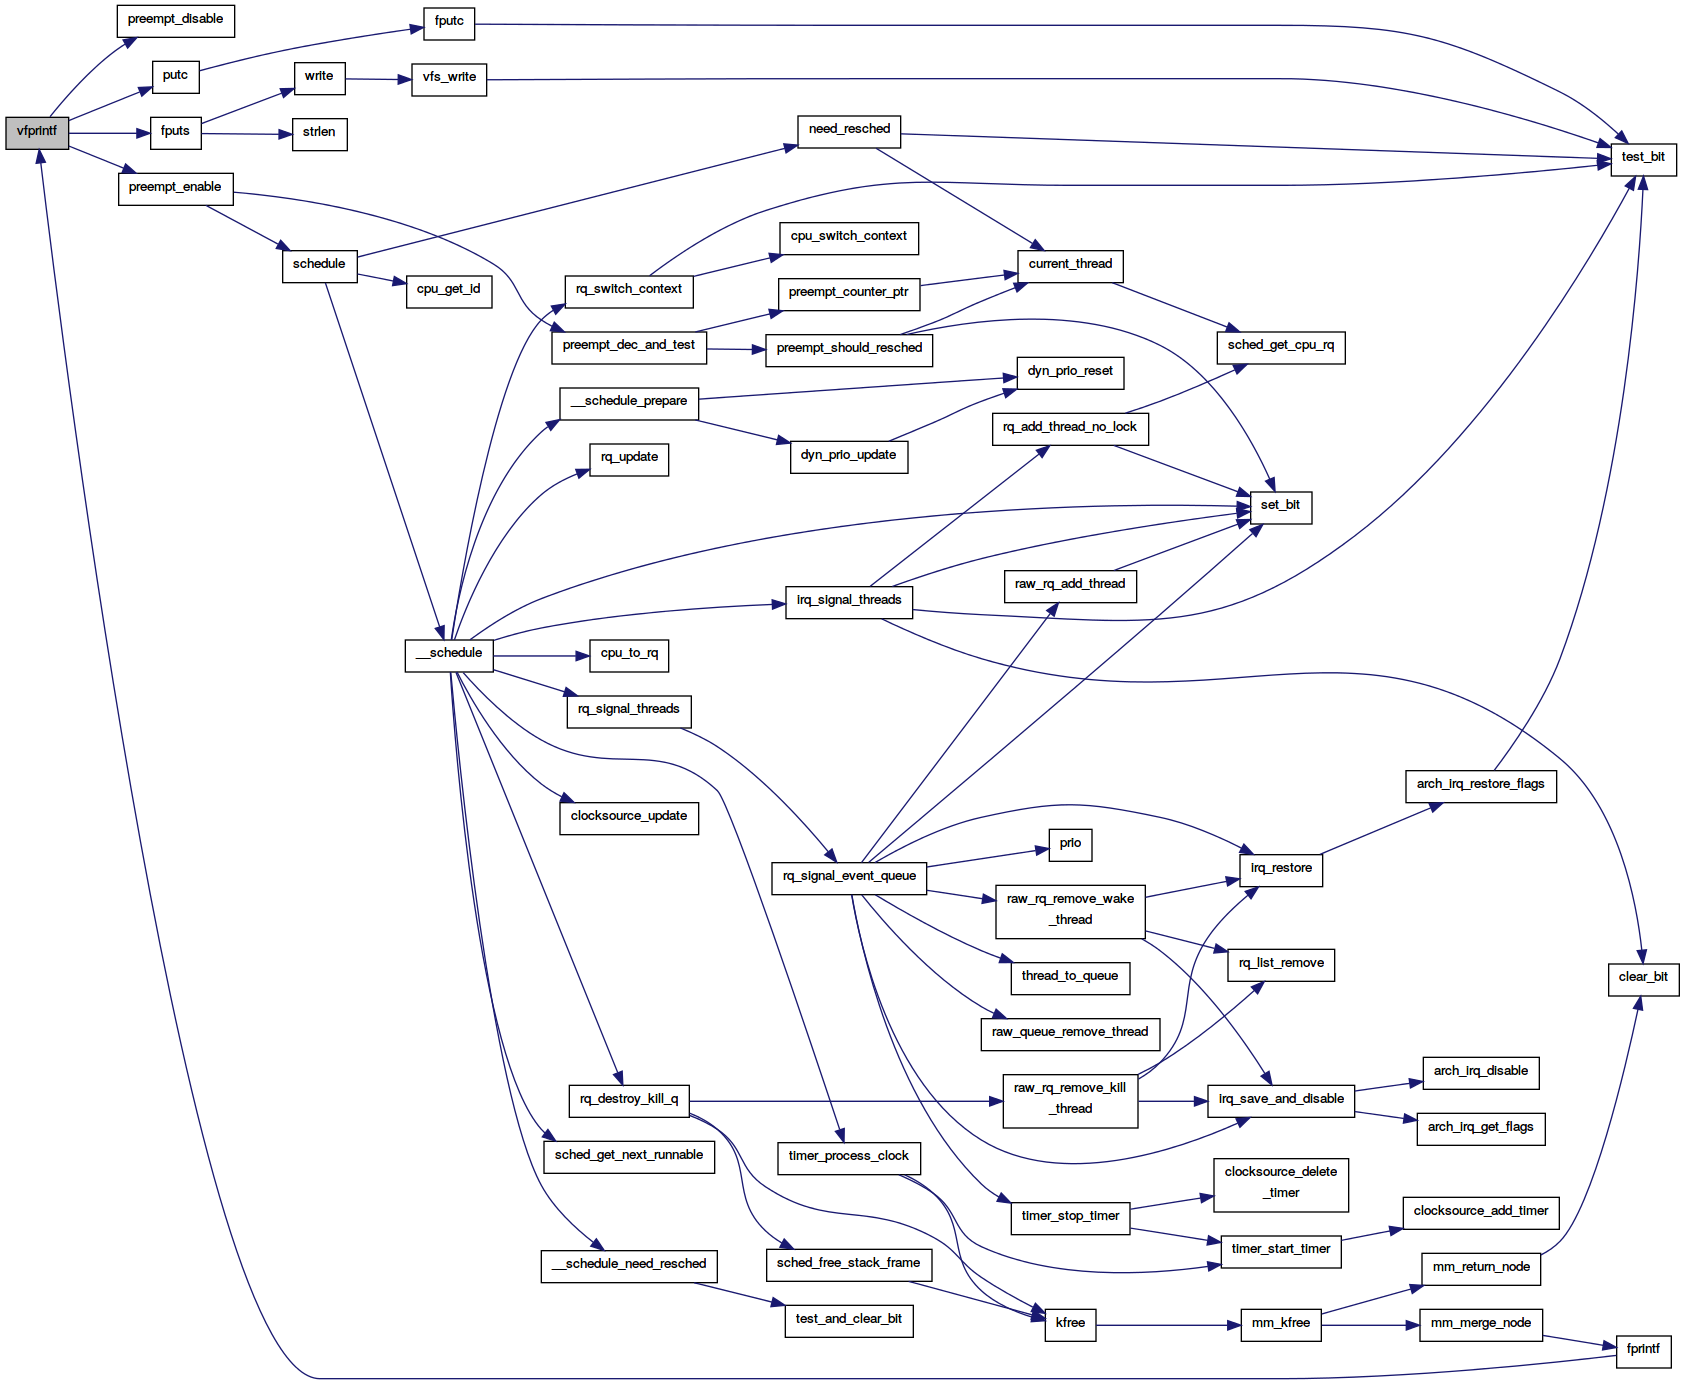 preempt_disable
fputc
putc
write
vfs_write
vfprintf
fputs
strlen
need_resched
test_bit
preempt_enable
schedule
cpu_get_id
cpu_switch_context
rq_switch_context
current_thread
preempt_counter_ptr
preempt_dec_and_test
preempt_should_resched
sched_get_cpu_rq
dyn_prio_reset
__schedule_prepare
rq_add_thread_no_lock
rq_update
dyn_prio_update
set_bit
raw_rq_add_thread
irq_signal_threads
__schedule
cpu_to_rq
rq_signal_threads
arch_irq_restore_flags
clocksource_update
prio
rq_signal_event_queue
irq_restore
raw_rq_remove_wake
_thread
rq_list_remove
thread_to_queue
clear_bit
raw_queue_remove_thread
arch_irq_disable
rq_destroy_kill_q
raw_rq_remove_kill
_thread
irq_save_and_disable
arch_irq_get_flags
sched_get_next_runnable
timer_process_clock
clocksource_delete
_timer
timer_stop_timer
clocksource_add_timer
timer_start_timer
__schedule_need_resched
sched_free_stack_frame
mm_return_node
test_and_clear_bit
kfree
mm_kfree
mm_merge_node
fprintf